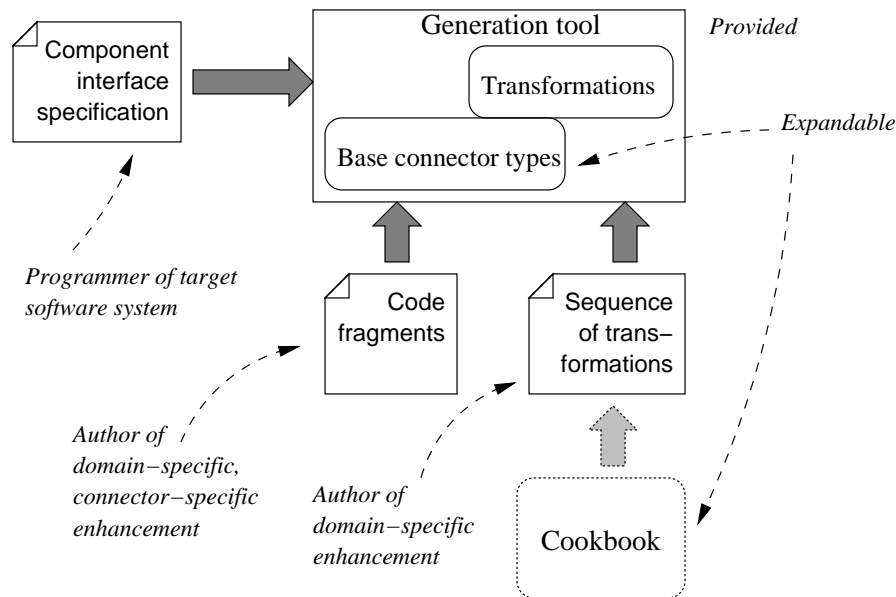 Component
interface
specification
Generation tool
Transformations
Base connector types
Provided
Expandable
Programmer of target
software system
Code
fragments
Sequence
of trans−
formations
Author of
domain−specific,
connector−specific
enhancement
Author of
domain−specific
enhancement
Cookbook